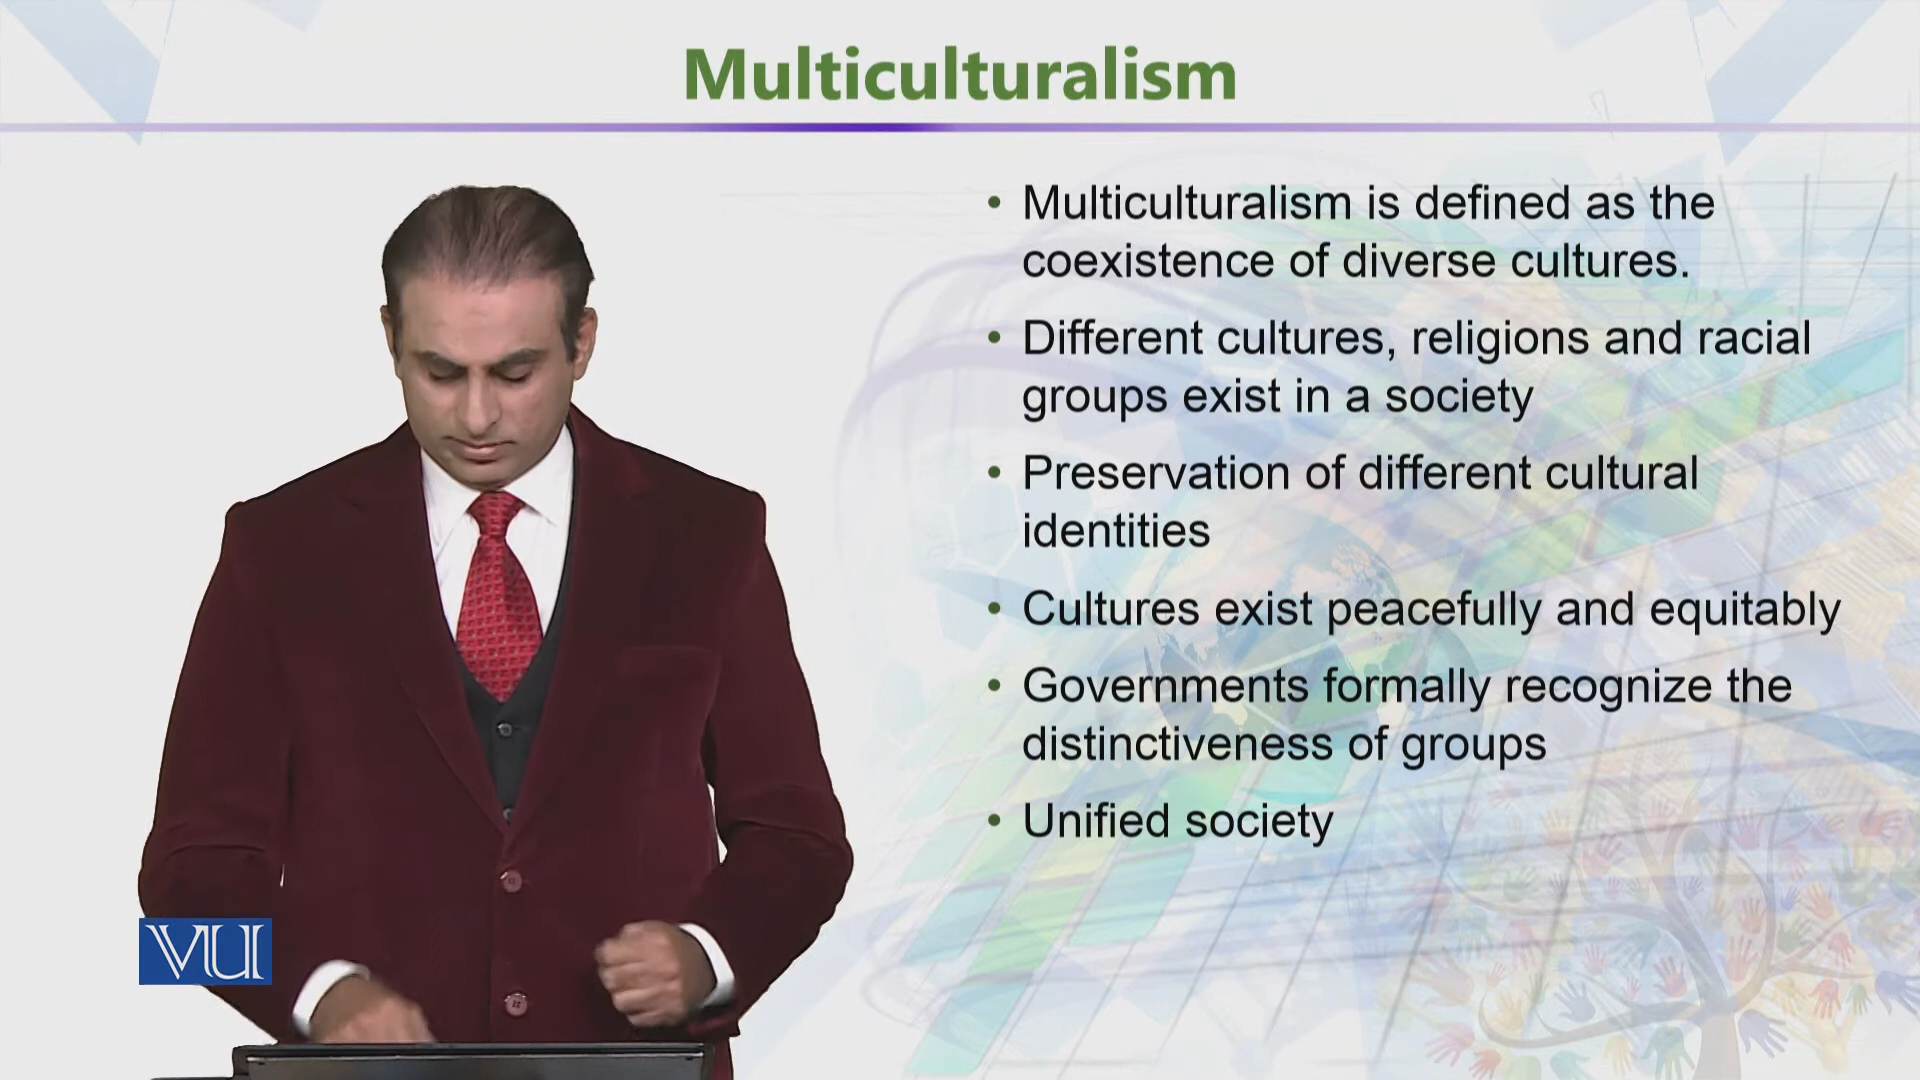 Multiculturalism
• Multiculturalism is defined as the
coexistence of diverse cultures.
• Different cultures, religions and racial
groups exist in a society
• Preservation of different cultural
identities
• Cultures exist peacefully and equitably
• Governments formally recognize the
distinctiveness of groups
• Unified society
VU